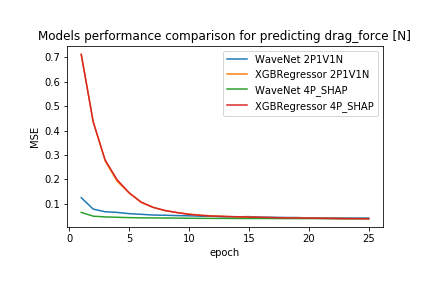 Models performance comparison for predicting drag_force [N]
WaveNet 2P1V1N
XGBRegressor 2P1V1N
WaveNet 4P_SHAP
XGBRegressor 4P_SHAP
MSE
0.7
0.6
0.5
0.4
0.3
0.2
0.1
0 5 10 15 20 25
epoch